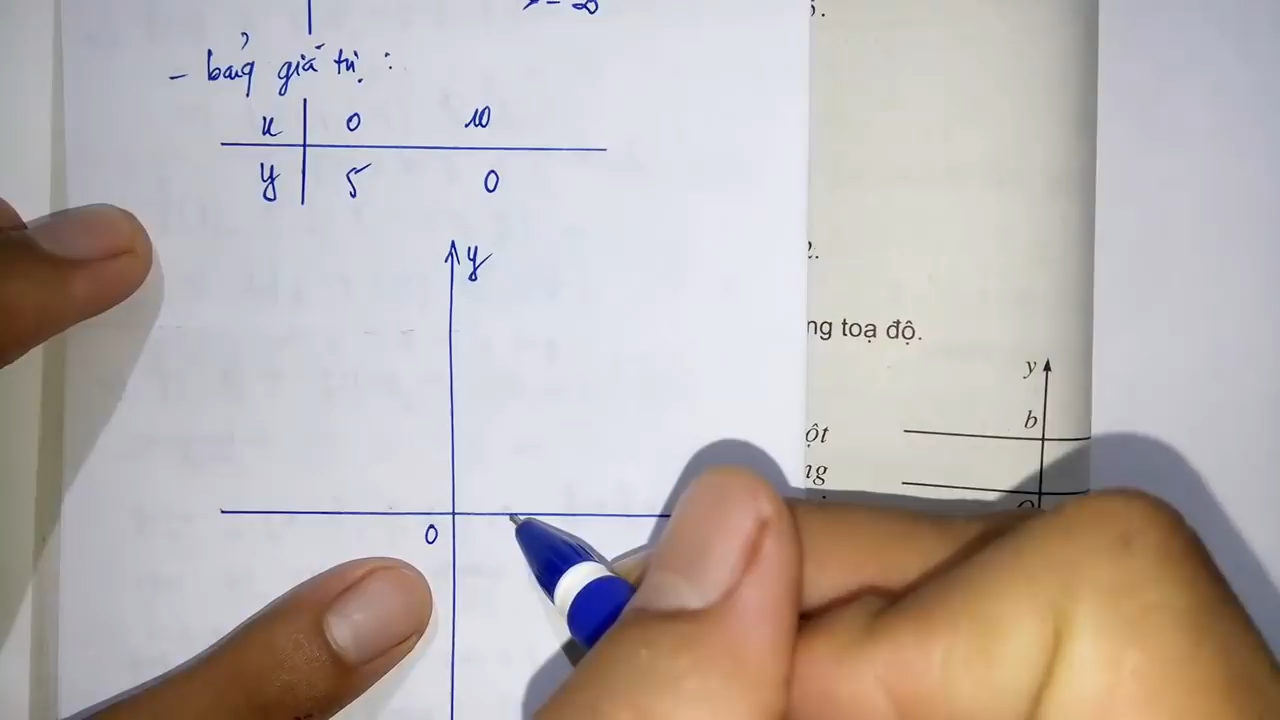 - bảng giá trị :
x 0 10
y 5 0
y
0
ng toạ độ.
y
b
ột
ng